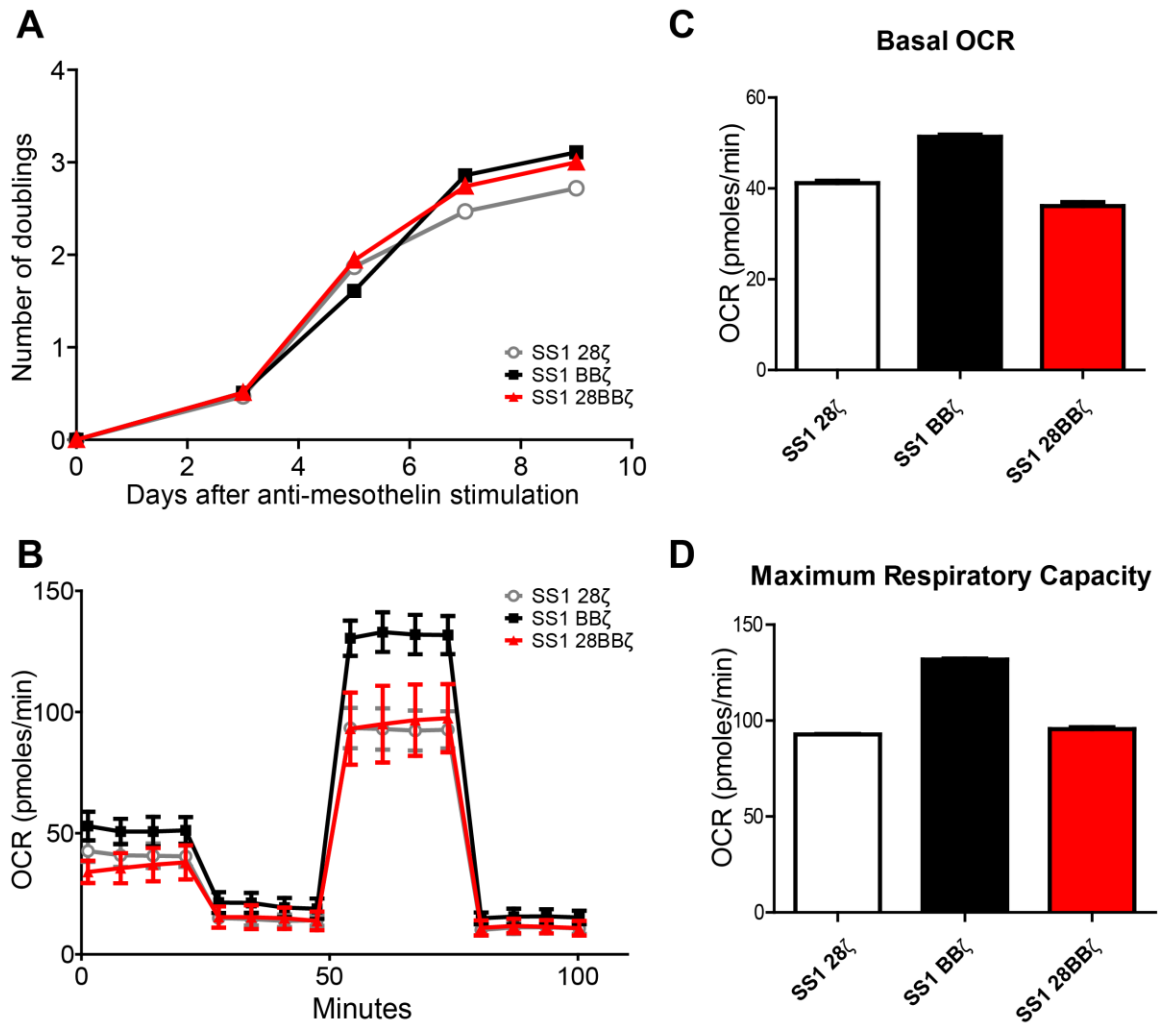 A
Number of doublings
4
3
2
1
0
0 2 4 6 8 10
Days after anti-mesothelin stimulation
SS1 28ζ
SS1 BBζ
SS1 28BBζ
B
OCR (pmoles/min)
150
100
50
0
0 50 100
Minutes
SS1 28ζ
SS1 BBζ
SS1 28BBζ
C
Basal OCR
OCR (pmoles/min)
60
40
20
0
SS1 28ζ
SS1 BBζ
SS1 28BBζ
D
Maximum Respiratory Capacity
OCR (pmoles/min)
150
100
50
0
SS1 28ζ
SS1 BBζ
SS1 28BBζ